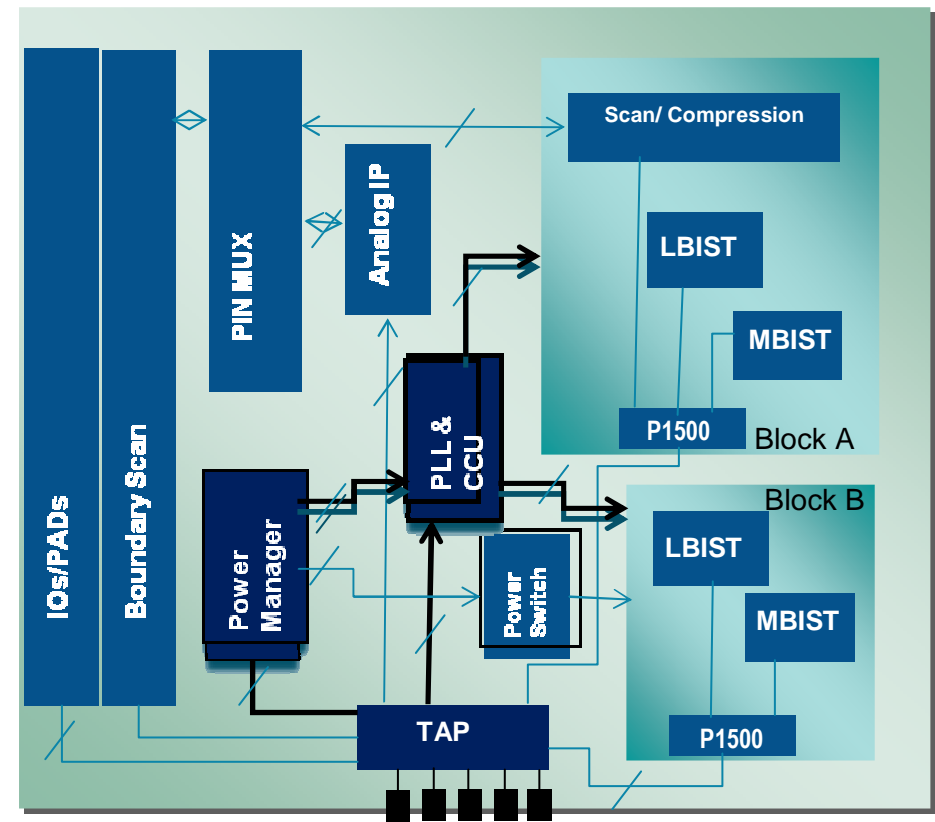 IOs/PADs
Boundary Scan
PIN MUX
Analog IP
Scan/ Compression
LBIST
MBIST
P1500
Block A
PLL &
CCU
Power
Manager
Power
Switch
Block B
LBIST
MBIST
P1500
TAP